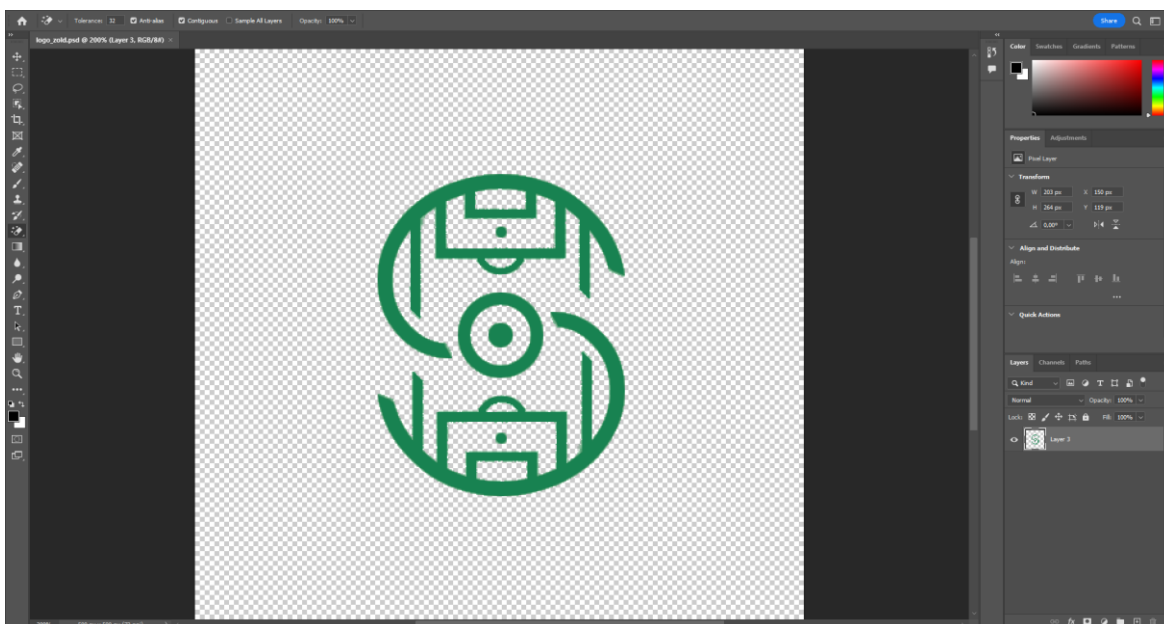 Tolerance: 32 Anti-alias Contiguous Sample All Layers Opacity: 100% Share
logo_zold.psd @ 200% (Layer 3, RGB/8#) ×
Color Swatches Gradients Patterns
Properties Adjustments
Pixel Layer
Transform
W 203 px X 150 px
H 264 px Y 119 px
0,00°
Align and Distribute
Align:
Quick Actions
Layers Channels Paths
Kind
Normal Opacity: 100%
Lock: Fill: 100%
Layer 3